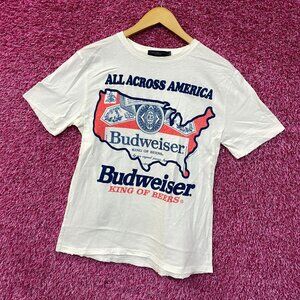 ALL ACROSS AMERICA
Budweiser
KING OF BEERS
Budweiser
KING OF BEERS®